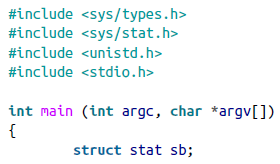 #include <sys/types.h>
#include <sys/stat.h>
#include <unistd.h>
#include <stdio.h>

int main (int argc, char *argv[])
{
        struct stat sb;